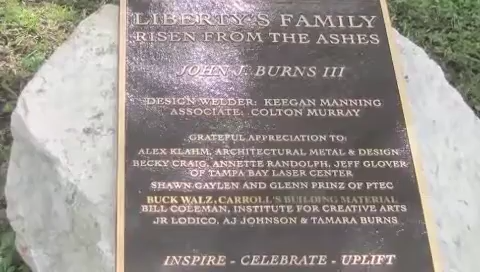 LIBERTY'S FAMILY
RISEN FROM THE ASHES
JOHN J. BURNS III
DESIGN WELDER: KEEGAN MANNING
ASSOCIATE: COLTON MURRAY
GRATEFUL APPRECIATION TO:
ALEX KLAHM, ARCHITECTURAL METAL & DESIGN
BECKY CRAIG, ANNETTE RANDOLPH, JEFF GLOVER
OF TAMPA BAY LASER CENTER
SHAWN GAYLEN AND GLENN PRINZ OF PTEC
BUCK WALZ, CARROLL'S BUILDING MATERIAL
BILL COLEMAN, INSTITUTE FOR CREATIVE ARTS
JR LODICO, AJ JOHNSON & TAMARA BURNS
INSPIRE - CELEBRATE - UPLIFT